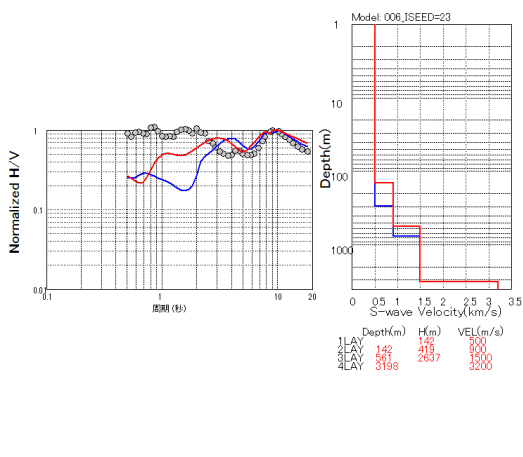 Model: 006_ISEED=23
1
10
100
1000
Depth(m)
0 0.5 1 1.5 2 2.5 3 3.5
S-wave Velocity(km/s)
Normalized H/V
1
0.1
0.01
0.1 1 10 20
周期(秒)
Depth(m) H(m) VEL(m/s)
1LAY 142 500
2LAY 142 419 900
3LAY 561 2637 1500
4LAY 3198 3200